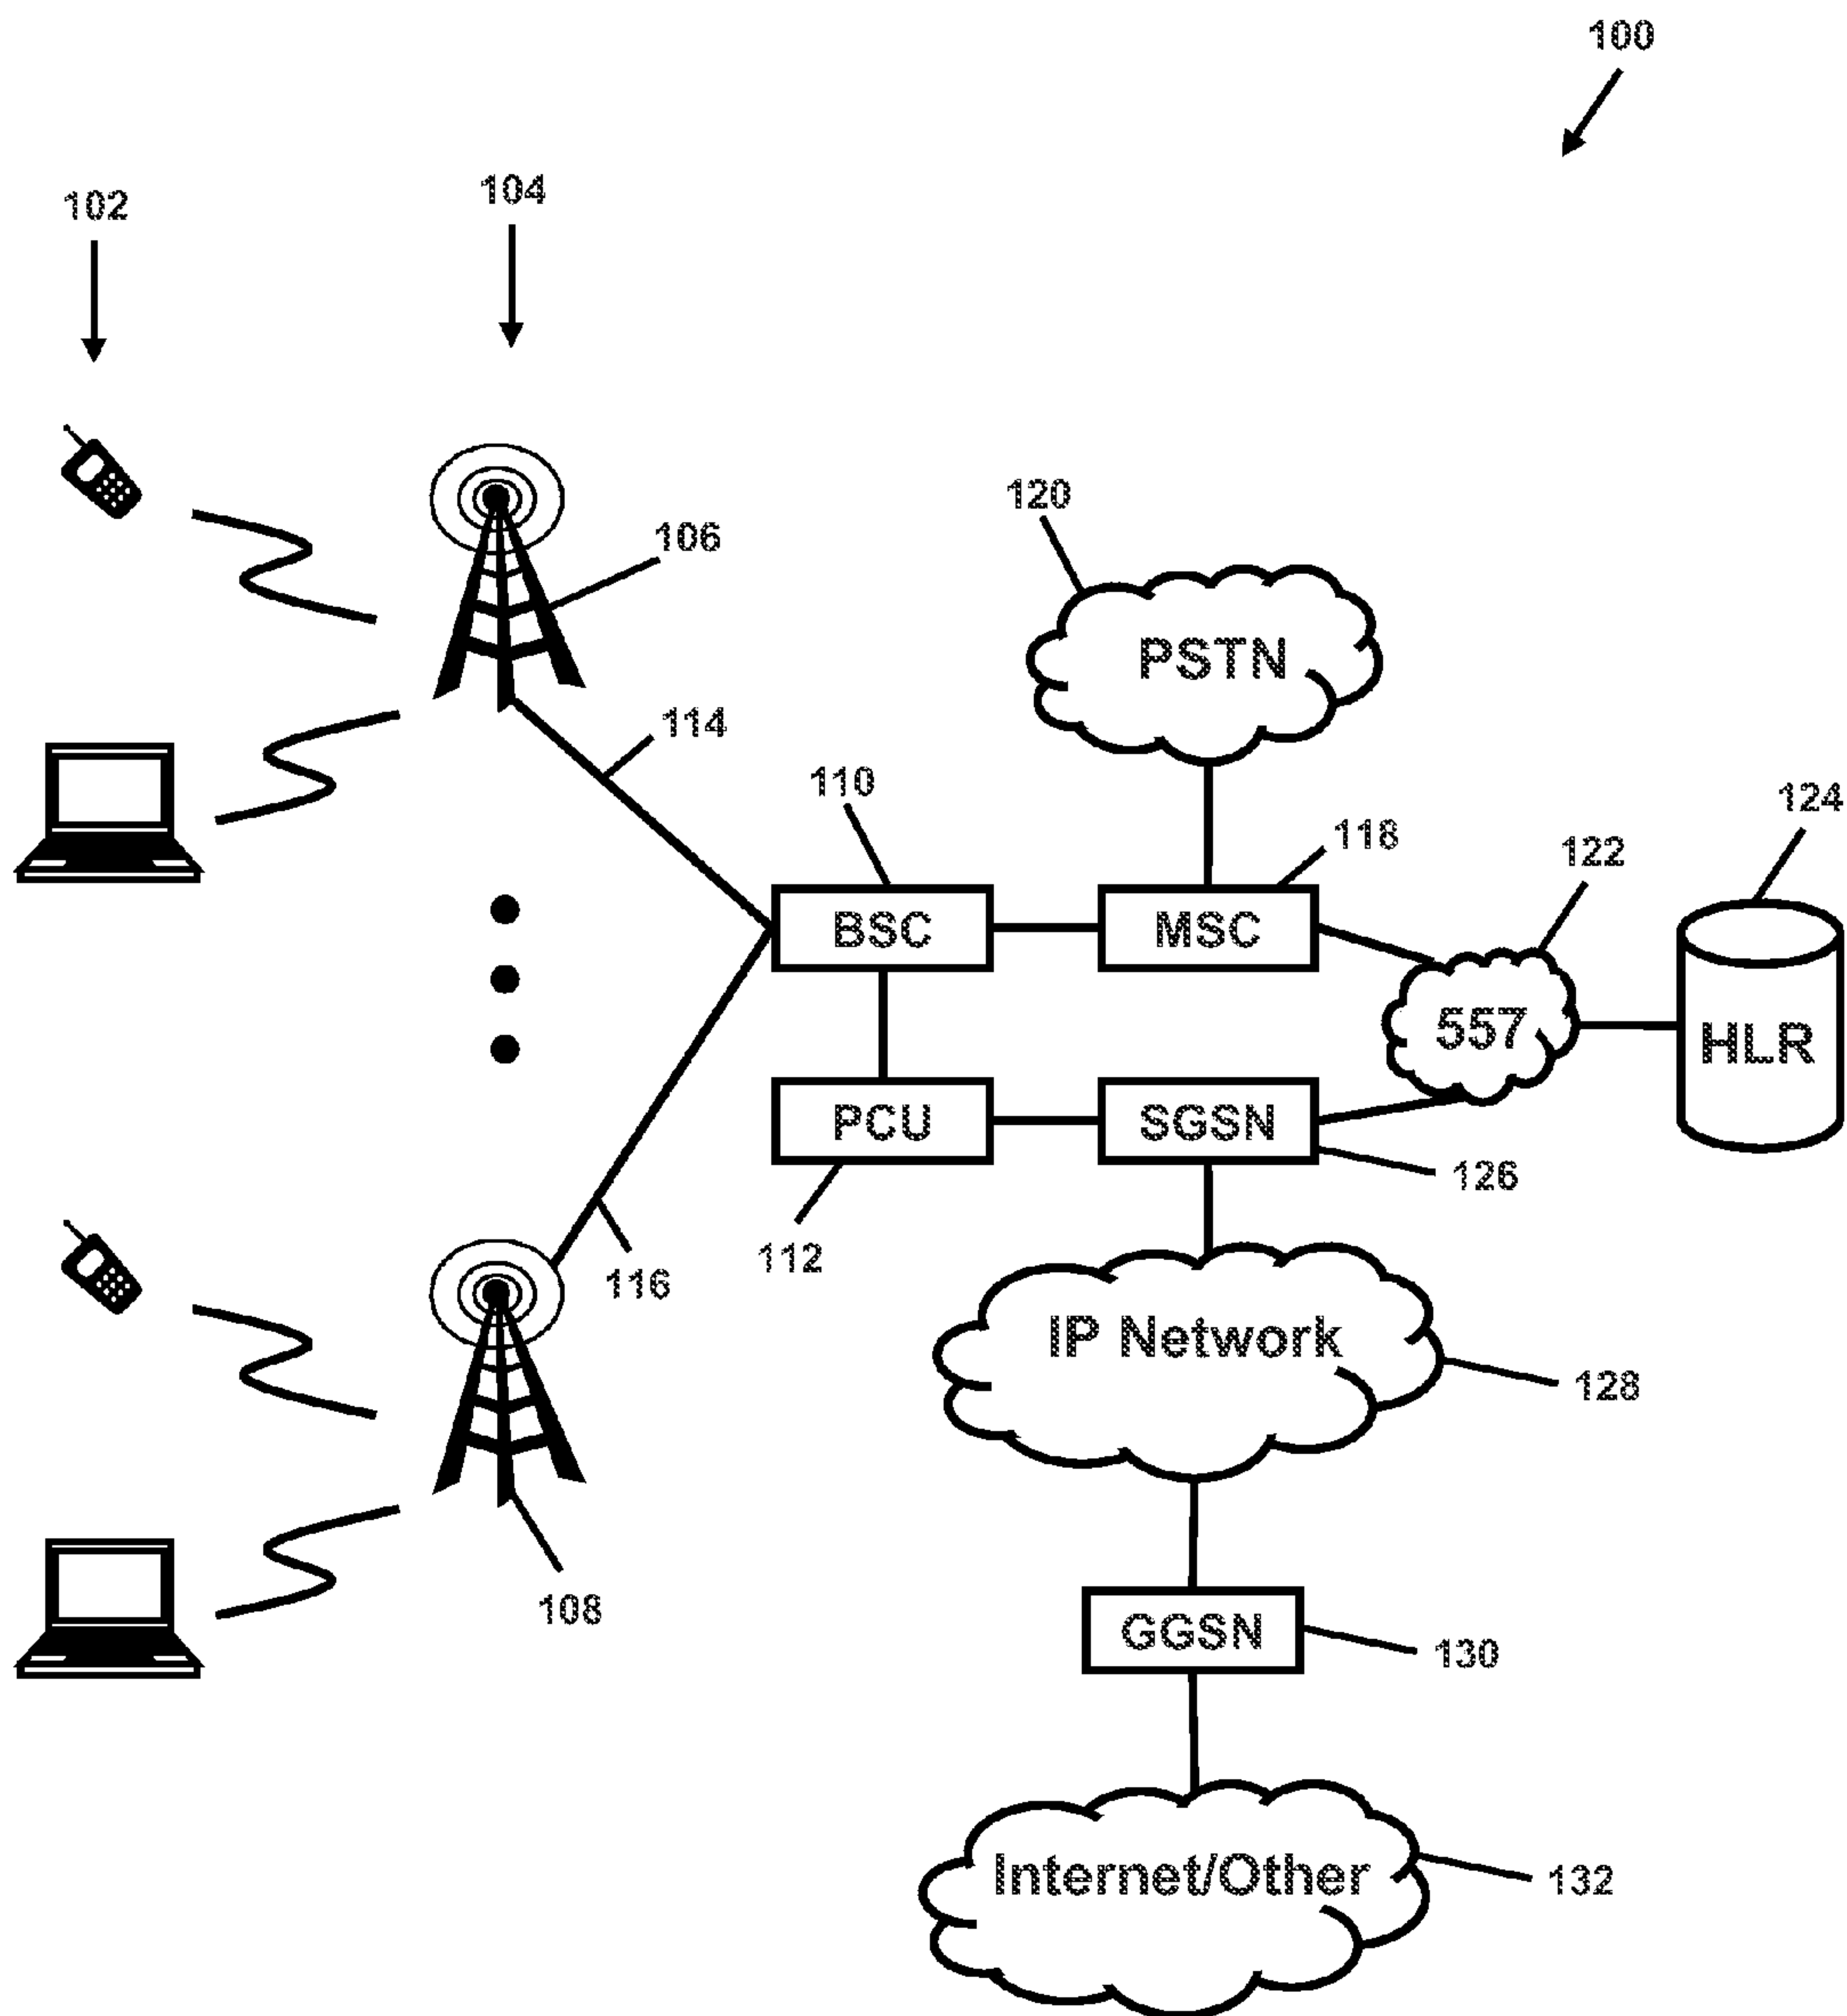 100
102
104
106
120
PSTN
114
110
118
122
124
BSC
MSC
557
HLR
PCU
SGSN
126
112
116
IP Network
128
108
GGSN
130
Internet/Other
132